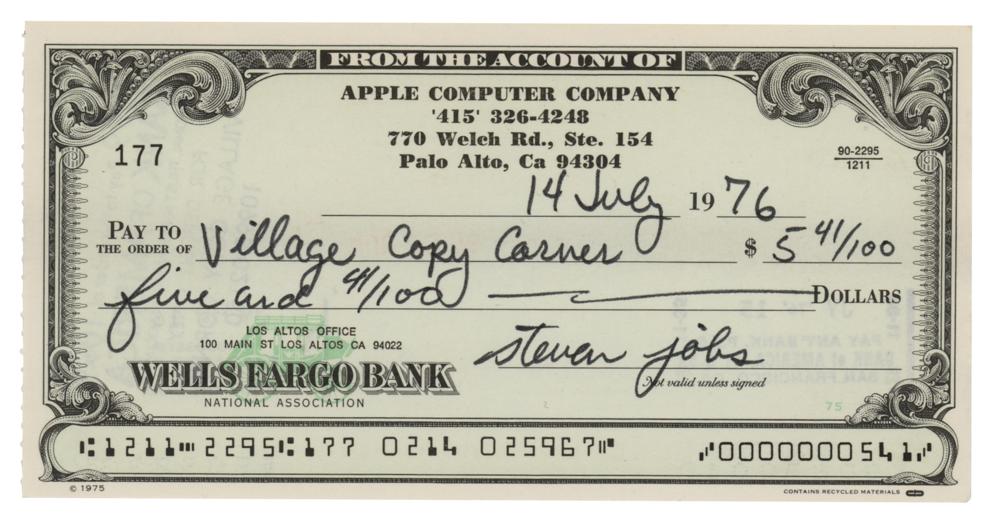 FROM THE ACCOUNT OF
APPLE COMPUTER COMPANY
'415' 326-4248
770 Welch Rd., Ste. 154
Palo Alto, Ca 94304
177
90-2295
1211
14 July 1976
PAY TO
THE ORDER OF Village Copy Corner $ 5 41/100
five and 41/100 DOLLARS
LOS ALTOS OFFICE
100 MAIN ST LOS ALTOS CA 94022
WELLS FARGO BANK
NATIONAL ASSOCIATION
steven jobs
Not valid unless signed
75
⑆1211⑉2295⑆177 0214 025967⑈ ⑇0000000541⑇
© 1975
CONTAINS RECYCLED MATERIALS